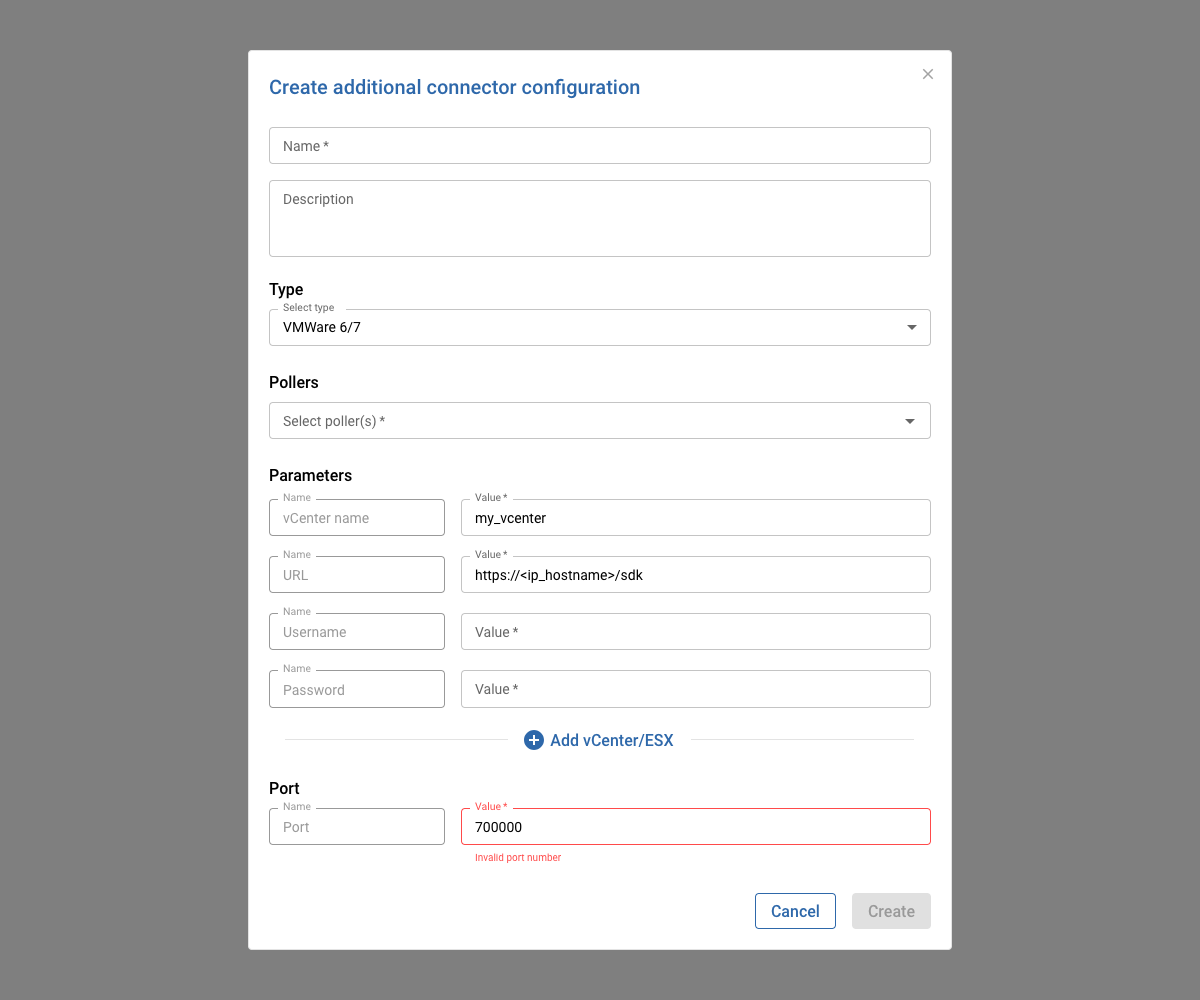 Create additional connector configuration
Name *
Description
Type
Select type
VMWare 6/7
Pollers
Select poller(s) *
Parameters
Name
vCenter name
Value *
my_vcenter
Name
URL
Value *
https://<ip_hostname>/sdk
Name
Username
Value *
Name
Password
Value *
Add vCenter/ESX
Port
Name
Port
Value *
700000
Invalid port number
Cancel
Create